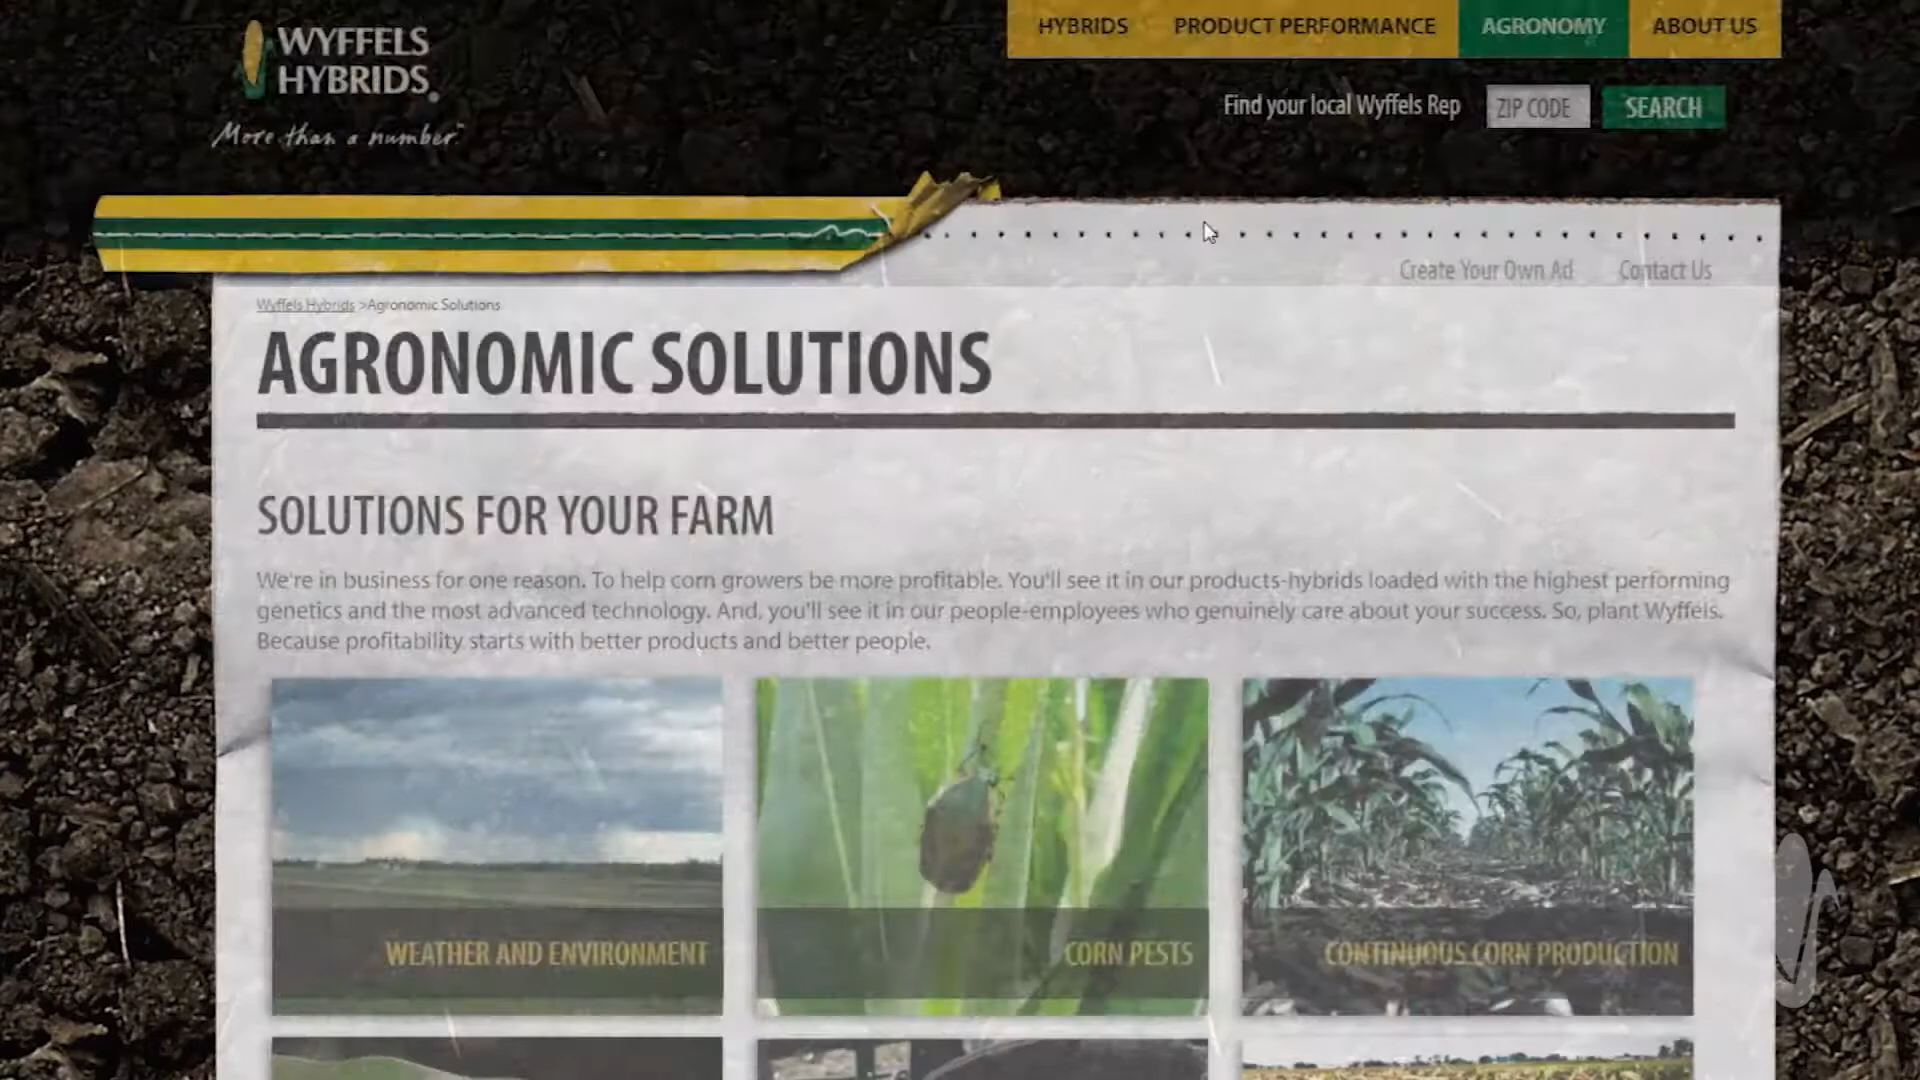 WYFFELS
HYBRIDS
More than a number™
HYBRIDS PRODUCT PERFORMANCE AGRONOMY ABOUT US
Find your local Wyffels Rep ZIP CODE SEARCH
Create Your Own Ad Contact Us
Wyffels Hybrids >Agronomic Solutions
AGRONOMIC SOLUTIONS
SOLUTIONS FOR YOUR FARM
We're in business for one reason. To help corn growers be more profitable. You'll see it in our products-hybrids loaded with the highest performing
genetics and the most advanced technology. And, you'll see it in our people-employees who genuinely care about your success. So, plant Wyffels.
Because profitability starts with better products and better people.
WEATHER AND ENVIRONMENT
CORN PESTS
CONTINUOUS CORN PRODUCTION